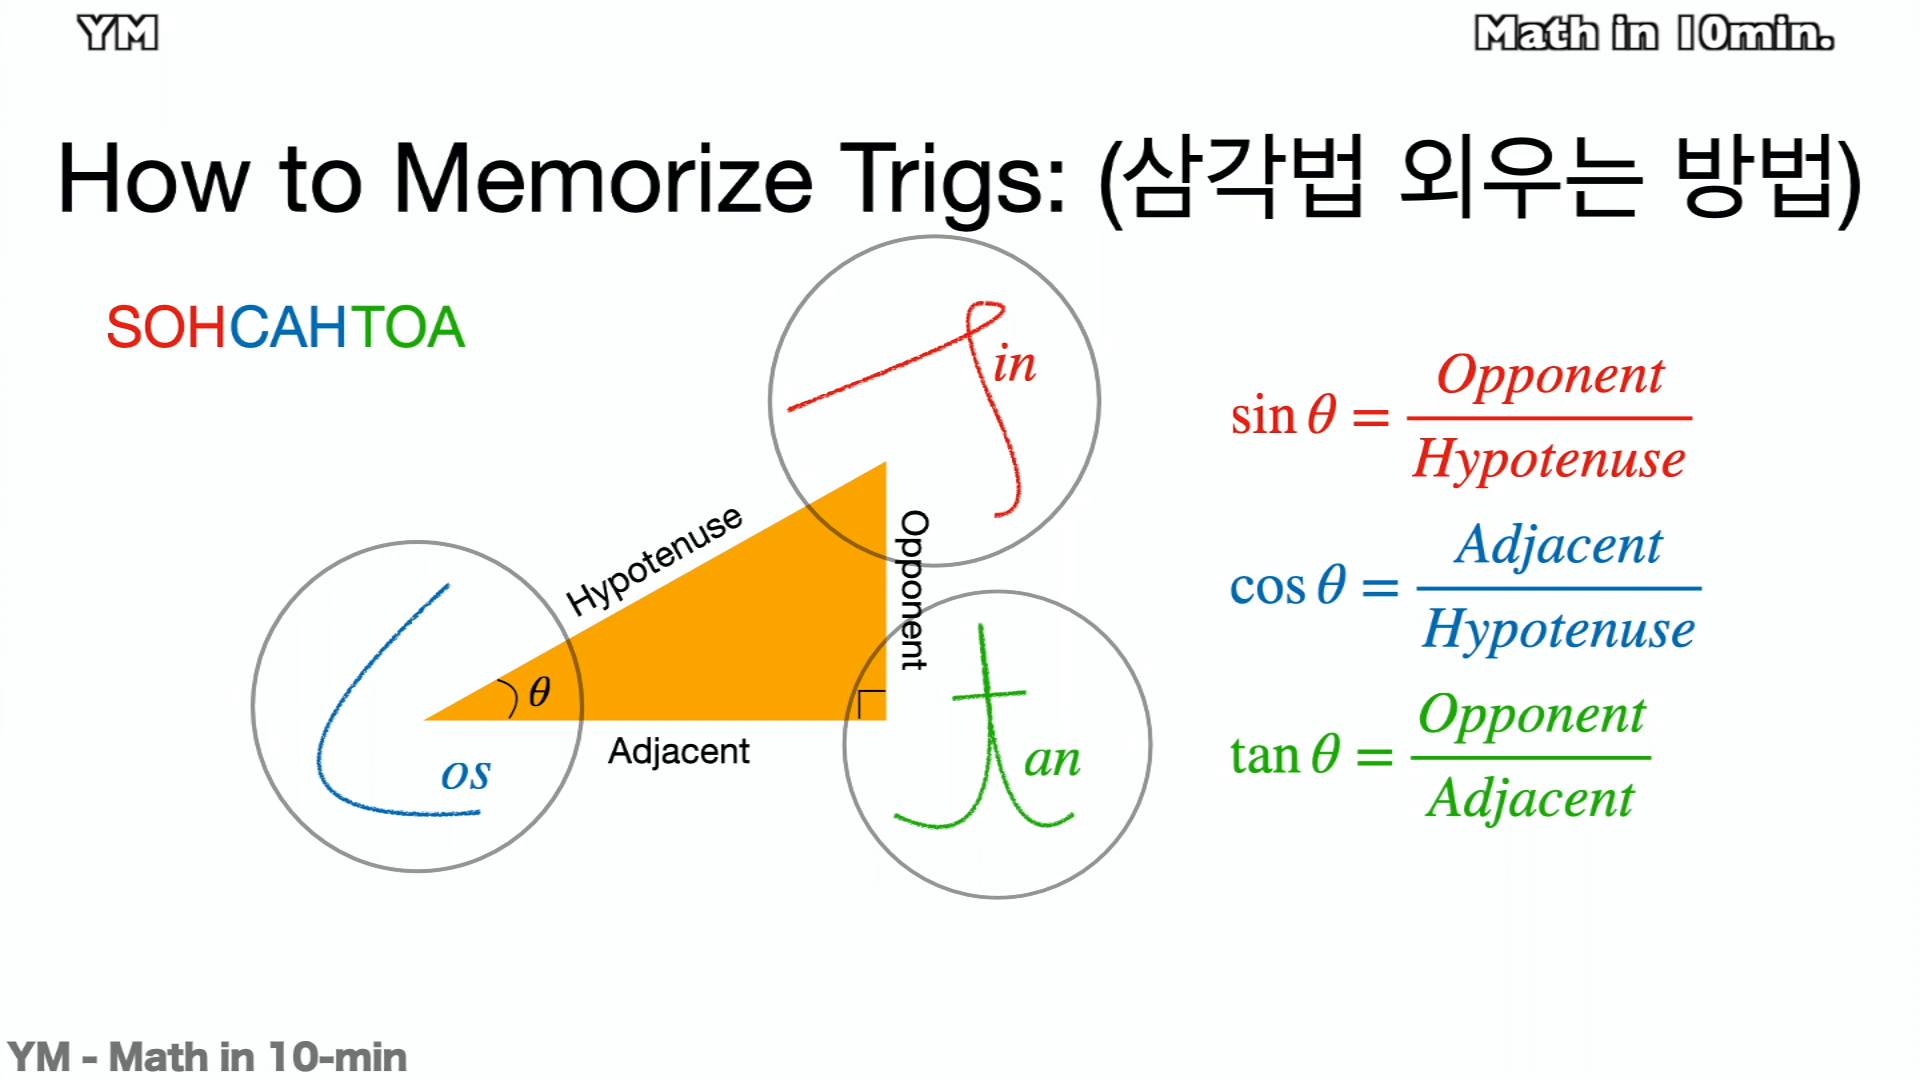 YM
Math in 10min.
How to Memorize Trigs: (삼각법 외우는 방법)
SOHCAHTOA
in
Hypotenuse
Opponent
θ
Adjacent
os
tan
sin θ = Opponent / Hypotenuse
cos θ = Adjacent / Hypotenuse
tan θ = Opponent / Adjacent
YM - Math in 10-min